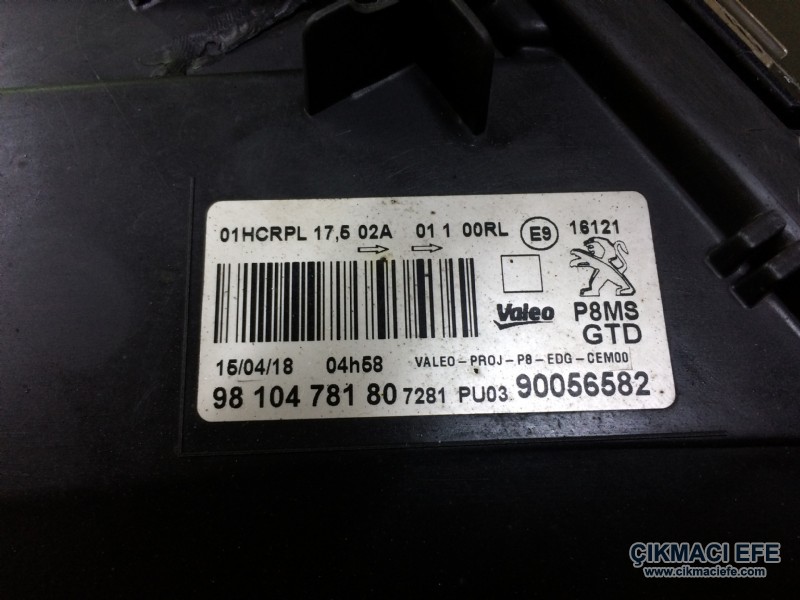 01HCRPL 17,5 02A 01 1 00RL E9 16121
Valeo P8MS
GTD
15/04/18 04h58 VALEO-PROJ-P8-EDG-CEM00
98 104 781 80 7281 PU03 90056582
ÇIKMACI EFE
www.cikmaciefe.com